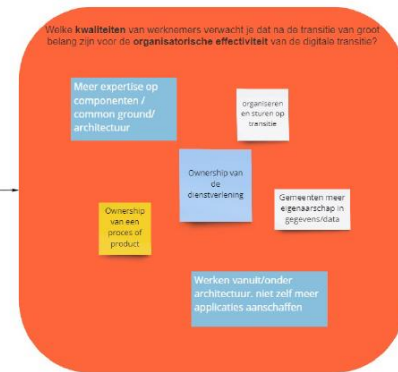 Welke kwaliteiten van werknemers verwacht je dat na de transitie van groot
belang zijn voor de organisatorische effectiviteit van de digitale transitie?
Meer expertise op
componenten /
common ground/
architectuur
organiseren
en sturen op
transitie
Ownership van
de
dienstverlening
Ownership
van een
proces of
product
Gemeenten meer
eigenaarschap in
gegevens/data
Werken vanuit/onder
architectuur. niet zelf meer
applicaties aanschaffen